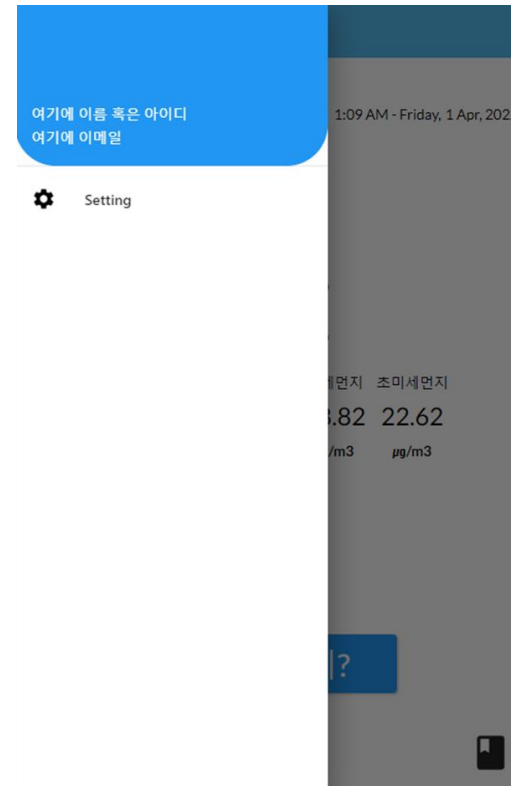 여기에 이름 혹은 아이디
여기에 이메일
Setting
1:09 AM - Friday, 1 Apr, 202
세먼지 초미세먼지
.82 22.62
/m3 µg/m3
?